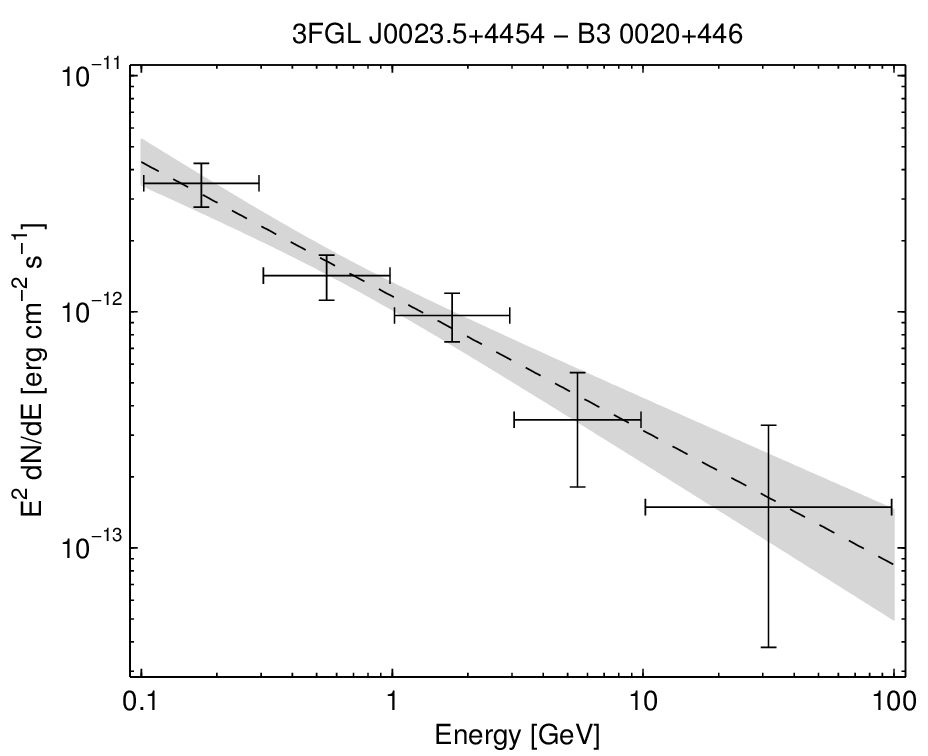 3FGL J0023.5+4454 − B3 0020+446
10⁻¹¹
10⁻¹²
10⁻¹³
E² dN/dE [erg cm⁻² s⁻¹]
0.1 1 10 100
Energy [GeV]